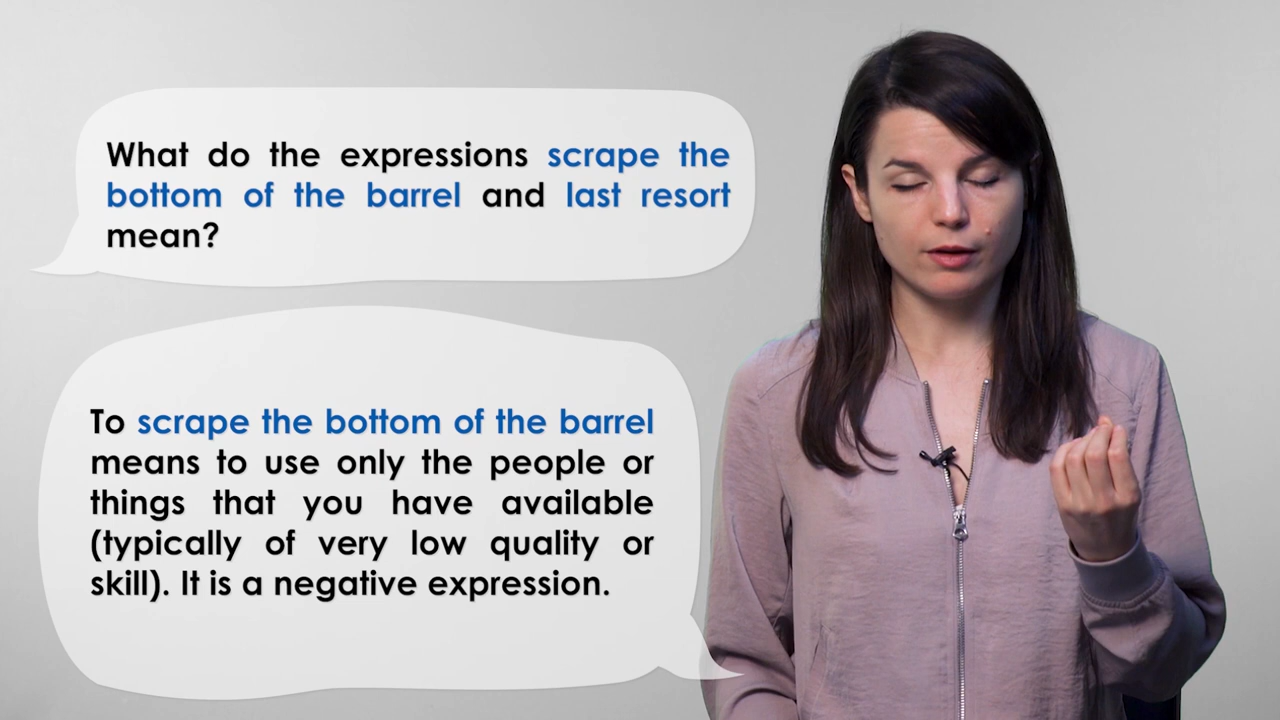 What do the expressions scrape the
bottom of the barrel and last resort
mean?
To scrape the bottom of the barrel
means to use only the people or
things that you have available
(typically of very low quality or
skill). It is a negative expression.